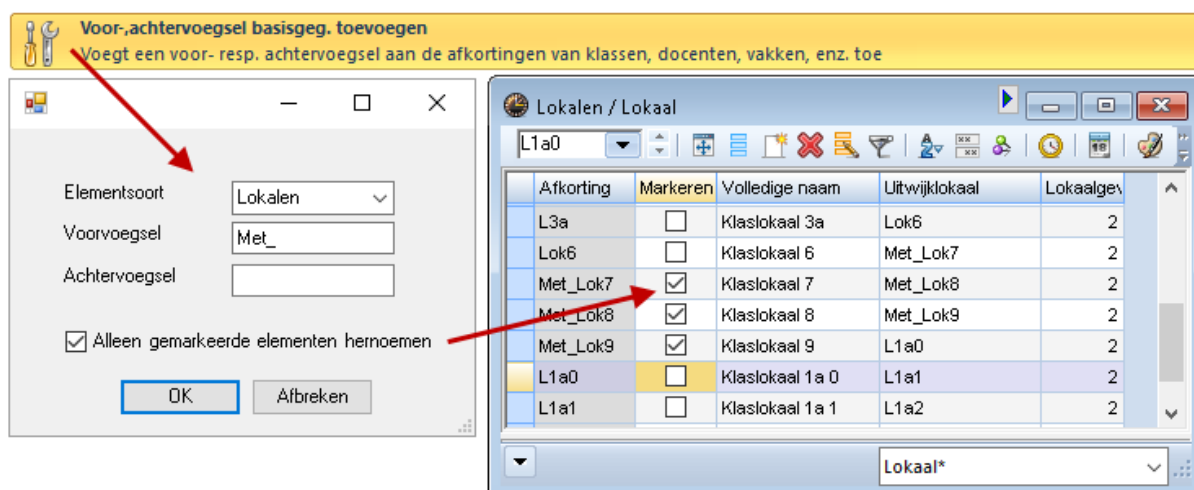 Voor-,achtervoegsel basisgeg. toevoegen
Voegt een voor- resp. achtervoegsel aan de afkortingen van klassen, docenten, vakken, enz. toe
Elementsoort Lokalen
Voorvoegsel Met_
Achtervoegsel
Alleen gemarkeerde elementen hernoemen
OK Afbreken
Lokalen / Lokaal
L1a0
Afkorting Markeren Volledige naam Uitwijklokaal Lokaalgev
L3a Klaslokaal 3a Lok6 2
Lok6 Klaslokaal 6 Met_Lok7 2
Met_Lok7 Klaslokaal 7 Met_Lok8 2
Met_Lok8 Klaslokaal 8 Met_Lok9 2
Met_Lok9 Klaslokaal 9 L1a0 2
L1a0 Klaslokaal 1a 0 L1a1 2
L1a1 Klaslokaal 1a 1 L1a2 2
Lokaal*